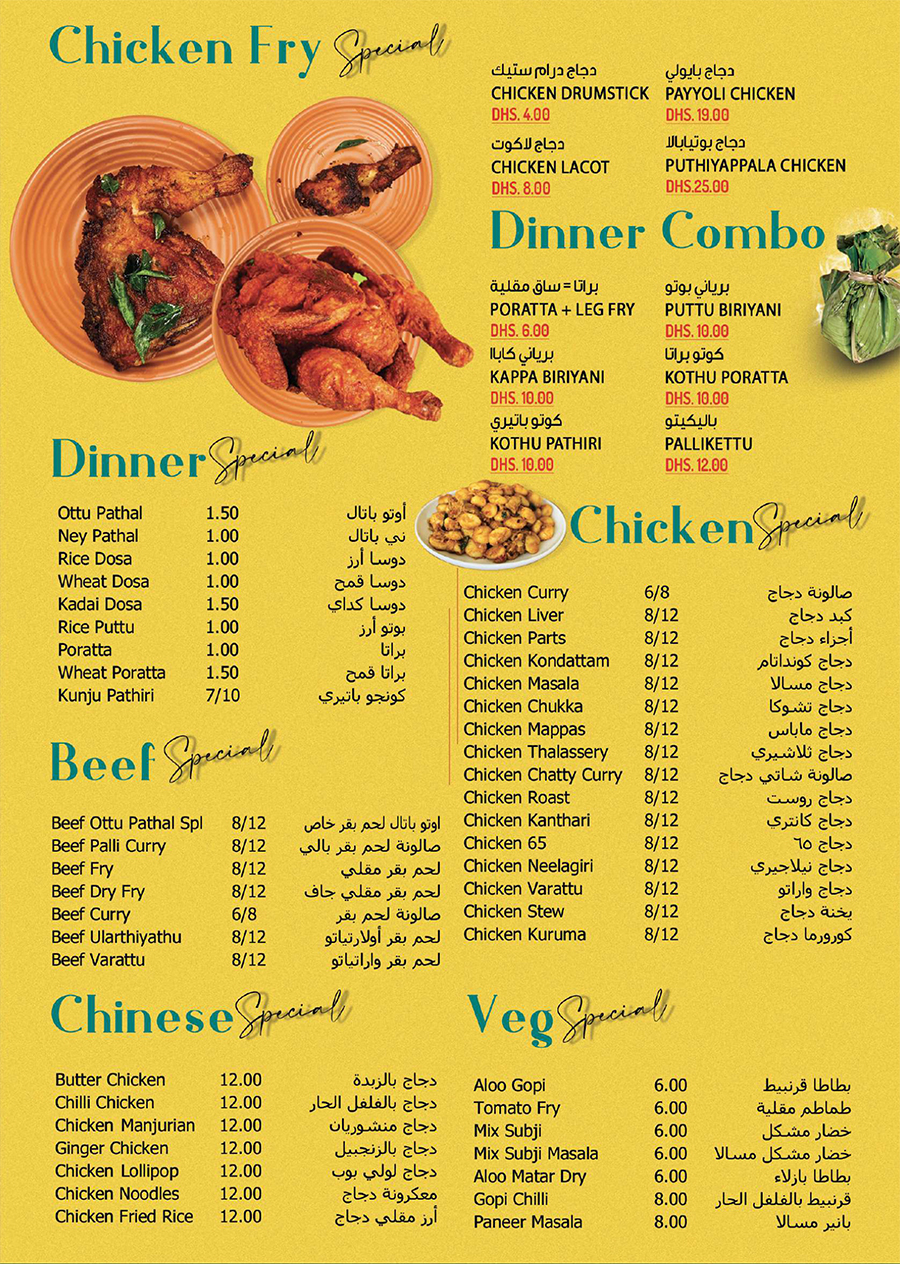 Chicken Fry Special
دجاج درام ستيك
CHICKEN DRUMSTICK
DHS. 4.00
دجاج بايولي
PAYYOLI CHICKEN
DHS. 19.00
دجاج لاكوت
CHICKEN LACOT
DHS. 8.00
دجاج بوتيابالا
PUTHIYAPPALA CHICKEN
DHS.25.00
Dinner Combo
براتا = ساق مقلية
PORATTA + LEG FRY
DHS. 6.00
برياني بوتو
PUTTU BIRIYANI
DHS. 10.00
برياني كابا
KAPPA BIRIYANI
DHS. 10.00
كوتو براتا
KOTHU PORATTA
DHS. 10.00
كوتو باتيري
KOTHU PATHIRI
DHS. 10.00
باليكيتو
PALLIKETTU
DHS. 12.00
Dinner Special
Ottu Pathal 1.50 أوتو باتال
Ney Pathal 1.00 ني باتال
Rice Dosa 1.00 دوسا أرز
Wheat Dosa 1.00 دوسا قمح
Kadai Dosa 1.50 دوسا كداي
Rice Puttu 1.00 بوتو أرز
Poratta 1.00 براتا
Wheat Poratta 1.50 براتا قمح
Kunju Pathiri 7/10 كونجو باتيري
Chicken Special
Chicken Curry 6/8 صالونة دجاج
Chicken Liver 8/12 كبد دجاج
Chicken Parts 8/12 أجزاء دجاج
Chicken Kondattam 8/12 دجاج كونداتام
Chicken Masala 8/12 دجاج مسالا
Chicken Chukka 8/12 دجاج تشوكا
Chicken Mappas 8/12 دجاج ماباس
Chicken Thalassery 8/12 دجاج ثلاشيري
Chicken Chatty Curry 8/12 صالونة شاتي دجاج
Chicken Roast 8/12 دجاج روست
Chicken Kanthari 8/12 دجاج كانتري
Chicken 65 8/12 دجاج ٦٥
Chicken Neelagiri 8/12 دجاج نيلاجيري
Chicken Varattu 8/12 دجاج واراتو
Chicken Stew 8/12 يخنة دجاج
Chicken Kuruma 8/12 كورورما دجاج
Beef Special
Beef Ottu Pathal Spl 8/12 اوتو باتال لحم بقر خاص
Beef Palli Curry 8/12 صالونة لحم بقر بالي
Beef Fry 8/12 لحم بقر مقلي
Beef Dry Fry 8/12 لحم بقر مقلي جاف
Beef Curry 6/8 صالونة لحم بقر
Beef Ularthiyathu 8/12 لحم بقر أولارتياتو
Beef Varattu 8/12 لحم بقر واراتياتو
Chinese Special
Butter Chicken 12.00 دجاج بالزبدة
Chilli Chicken 12.00 دجاج بالفلفل الحار
Chicken Manjurian 12.00 دجاج منشوريان
Ginger Chicken 12.00 دجاج بالزنجبيل
Chicken Lollipop 12.00 دجاج لولي بوب
Chicken Noodles 12.00 معكرونة دجاج
Chicken Fried Rice 12.00 أرز مقلي دجاج
Veg Special
Aloo Gopi 6.00 بطاطا قرنبيط
Tomato Fry 6.00 طماطم مقلية
Mix Subji 6.00 خضار مشكل
Mix Subji Masala 6.00 خضار مشكل مسالا
Aloo Matar Dry 6.00 بطاطا بازلاء
Gopi Chilli 8.00 قرنبيط بالفلفل الحار
Paneer Masala 8.00 بانير مسالا